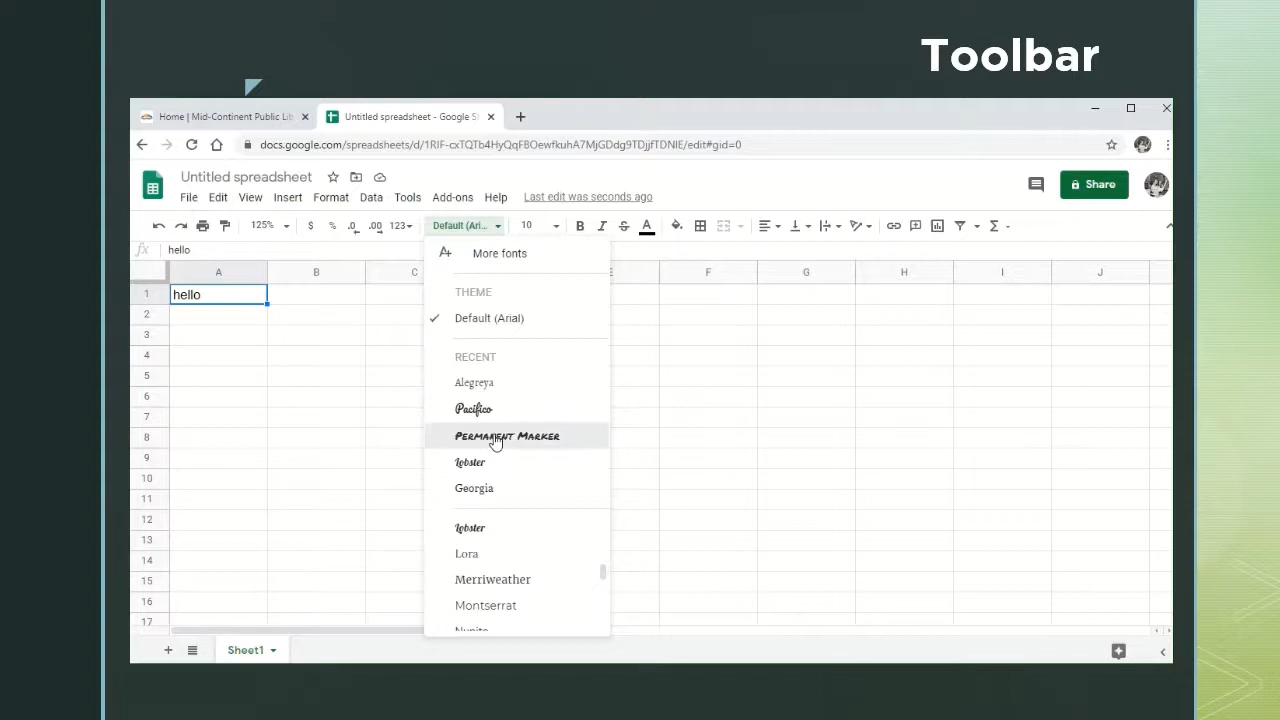 Toolbar
Home | Mid-Continent Public Lib
Untitled spreadsheet - Google S
docs.google.com/spreadsheets/d/1RIF-cxTQTb4HyQqFBOewfkuhA7MjGDdg9TDjjfTDNIE/edit#gid=0
Untitled spreadsheet
File Edit View Insert Format Data Tools Add-ons Help Last edit was seconds ago
Share
125% $ % .0 .00 123 Default (Ari... 10 B I S A Σ
fx hello
A B C E F G H I J
1 hello
2
3
4
5
6
7
8
9
10
11
12
13
14
15
16
17
More fonts
THEME
Default (Arial)
RECENT
Alegreya
Pacifico
Permanent Marker
Lobster
Georgia
Lobster
Lora
Merriweather
Montserrat
Nunito
Sheet1